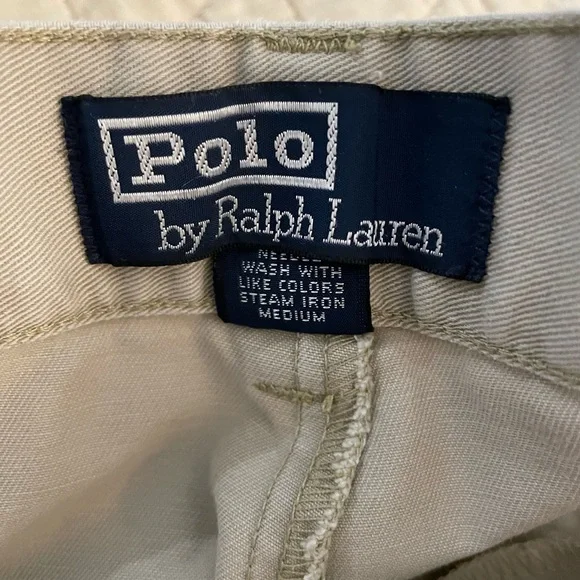 Polo
by Ralph Lauren
WASH WITH
LIKE COLORS
STEAM IRON
MEDIUM